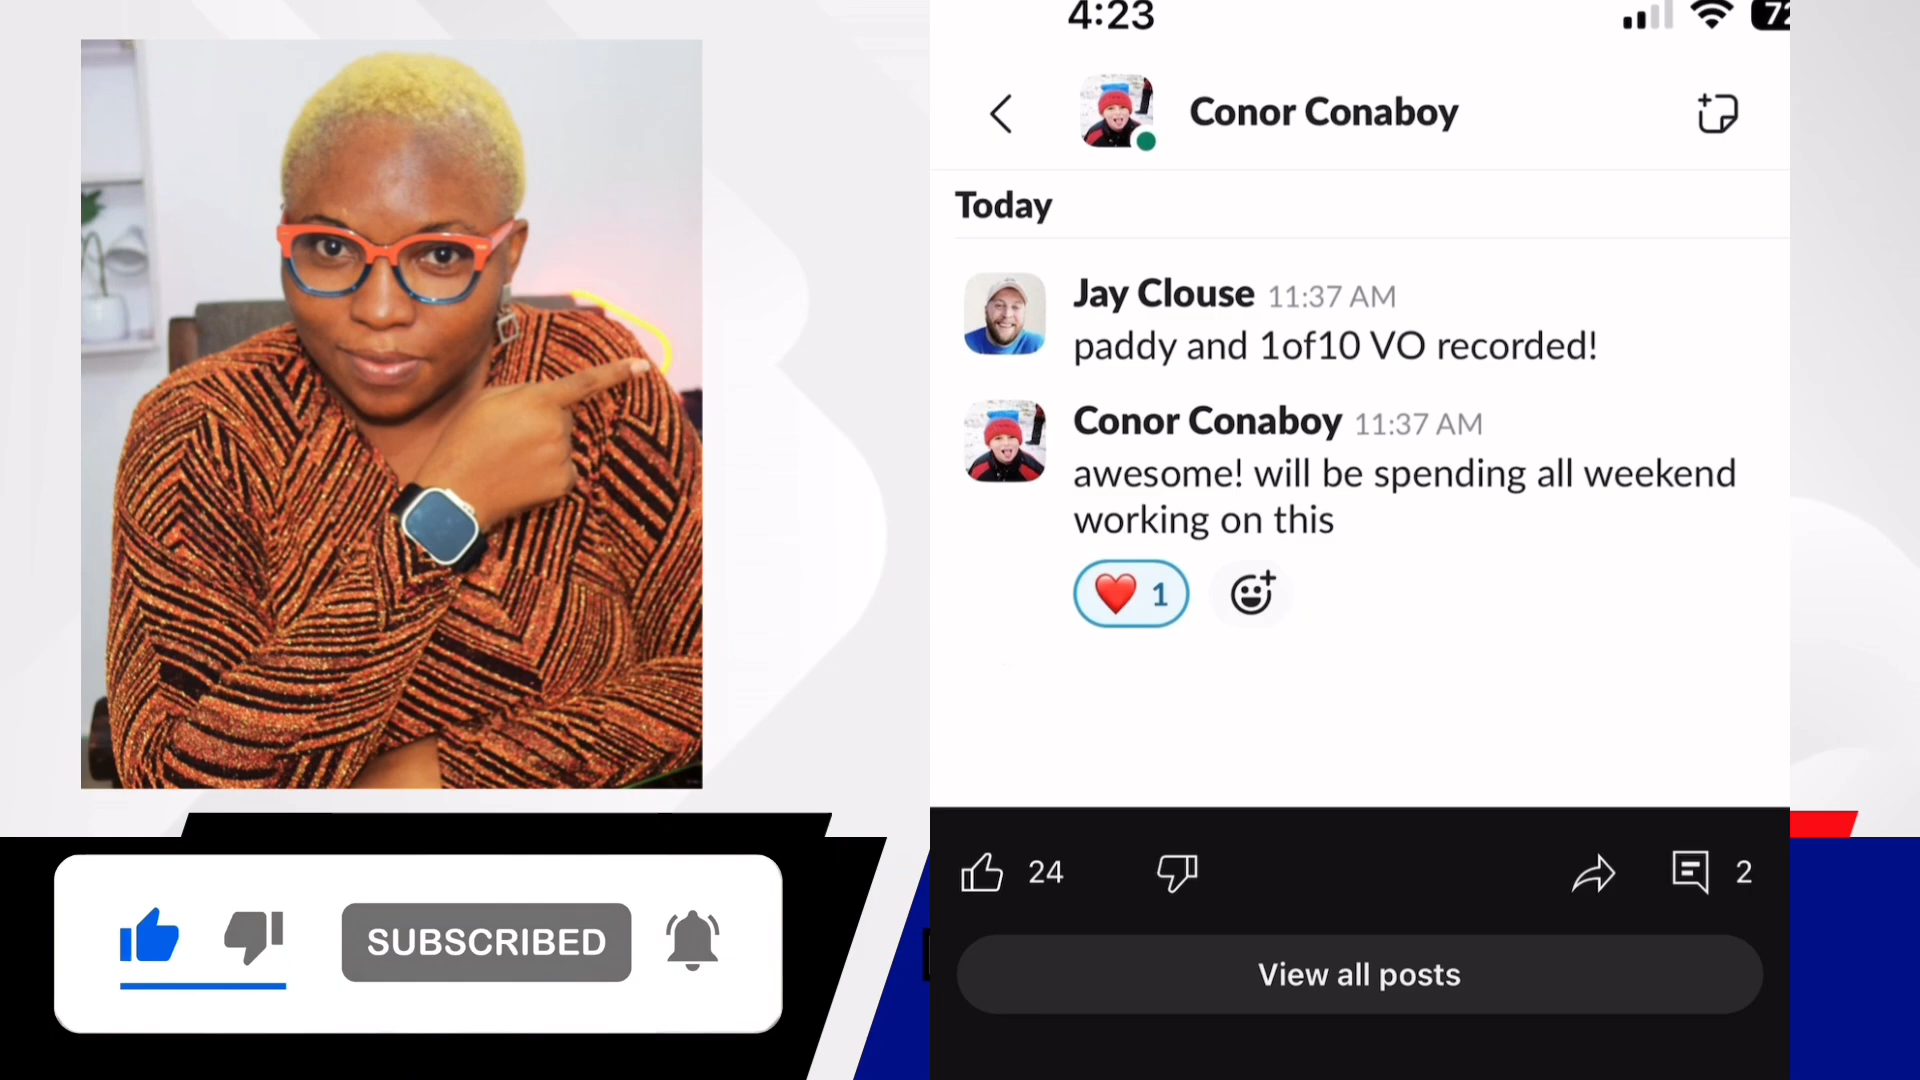 4:23
72
Conor Conaboy
Today
Jay Clouse 11:37 AM
paddy and 1of10 VO recorded!
Conor Conaboy 11:37 AM
awesome! will be spending all weekend
working on this
1
24
2
View all posts
SUBSCRIBED